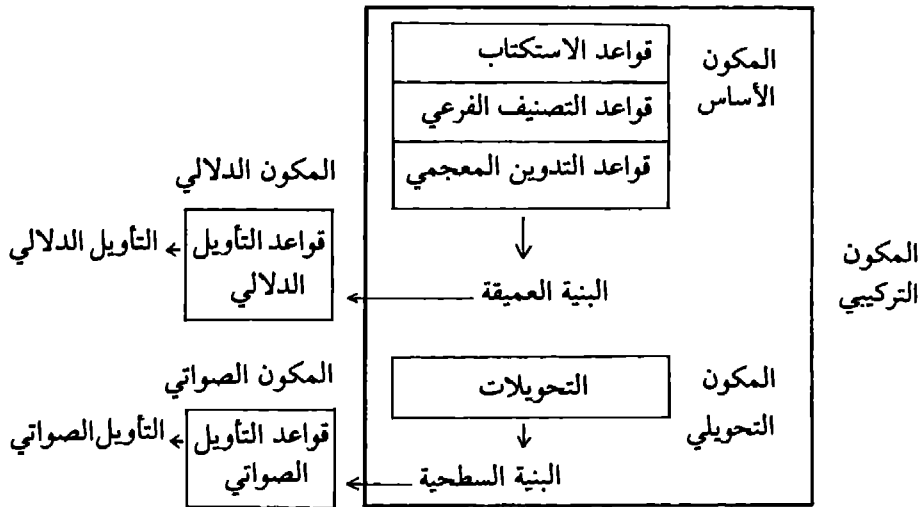 قواعد الاستكتاب
المكون
الأساس
قواعد التصنيف الفرعي
قواعد التدوين المعجمي
المكون الدلالي
قواعد التأويل
الدلالي
التأويل الدلالي
المكون
التركيبي
البنية العميقة
المكون
التحويلي
التحويلات
المكون الصواتي
قواعد التأويل
الصواتي
التأويل الصواتي
البنية السطحية